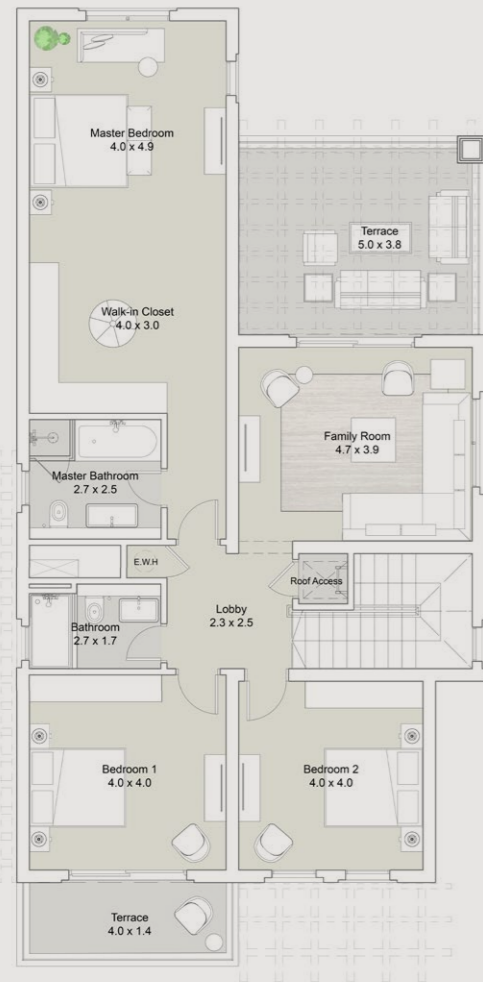 Master Bedroom
4.0 x 4.9
Terrace
5.0 x 3.8
Walk-in Closet
4.0 x 3.0
Family Room
4.7 x 3.9
Master Bathroom
2.7 x 2.5
E.W.H
Roof Access
Lobby
2.3 x 2.5
Bathroom
2.7 x 1.7
Bedroom 1
4.0 x 4.0
Bedroom 2
4.0 x 4.0
Terrace
4.0 x 1.4